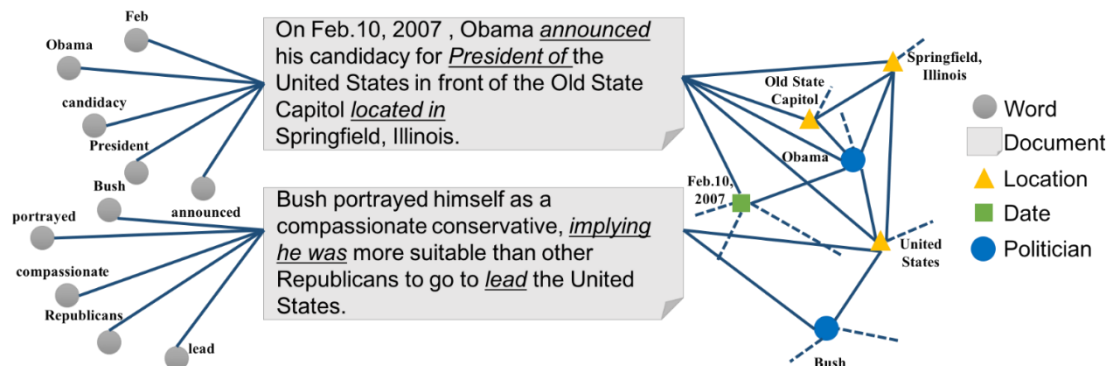 Feb
Obama
candidacy
President
Bush
announced
portrayed
compassionate
Republicans
lead
On Feb.10, 2007 , Obama announced
his candidacy for President of the
United States in front of the Old State
Capitol located in
Springfield, Illinois.
Bush portrayed himself as a
compassionate conservative, implying
he was more suitable than other
Republicans to go to lead the United
States.
Springfield,
Illinois
Old State
Capitol
Obama
Feb.10,
2007
United
States
Bush
Word
Document
Location
Date
Politician